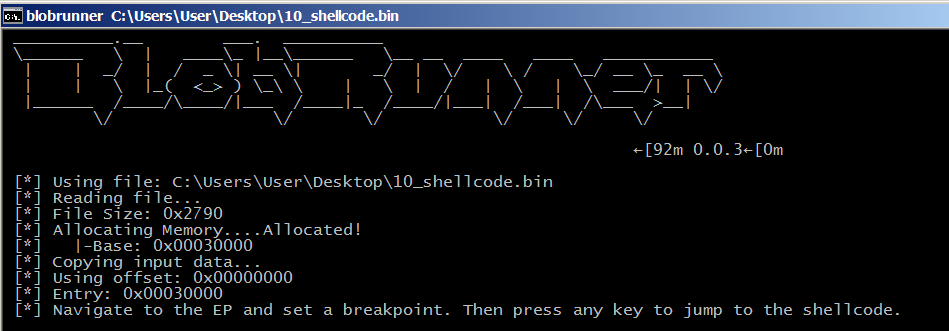 blobrunner C:\Users\User\Desktop\10_shellcode.bin
BlobRunner
←[92m 0.0.3←[0m
[*] Using file: C:\Users\User\Desktop\10_shellcode.bin
[*] Reading file...
[*] File Size: 0x2790
[*] Allocating Memory....Allocated!
[*]   |-Base: 0x00030000
[*] Copying input data...
[*] Using offset: 0x00000000
[*] Entry: 0x00030000
[*] Navigate to the EP and set a breakpoint. Then press any key to jump to the shellcode.